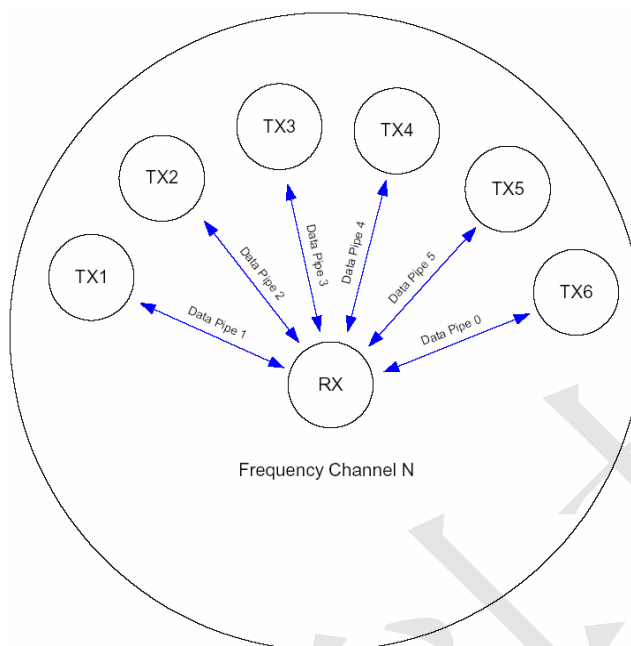 TX3
TX4
TX2
TX5
TX1
TX6
Data Pipe 1
Data Pipe 2
Data Pipe 3
Data Pipe 4
Data Pipe 5
Data Pipe 0
RX
Frequency Channel N